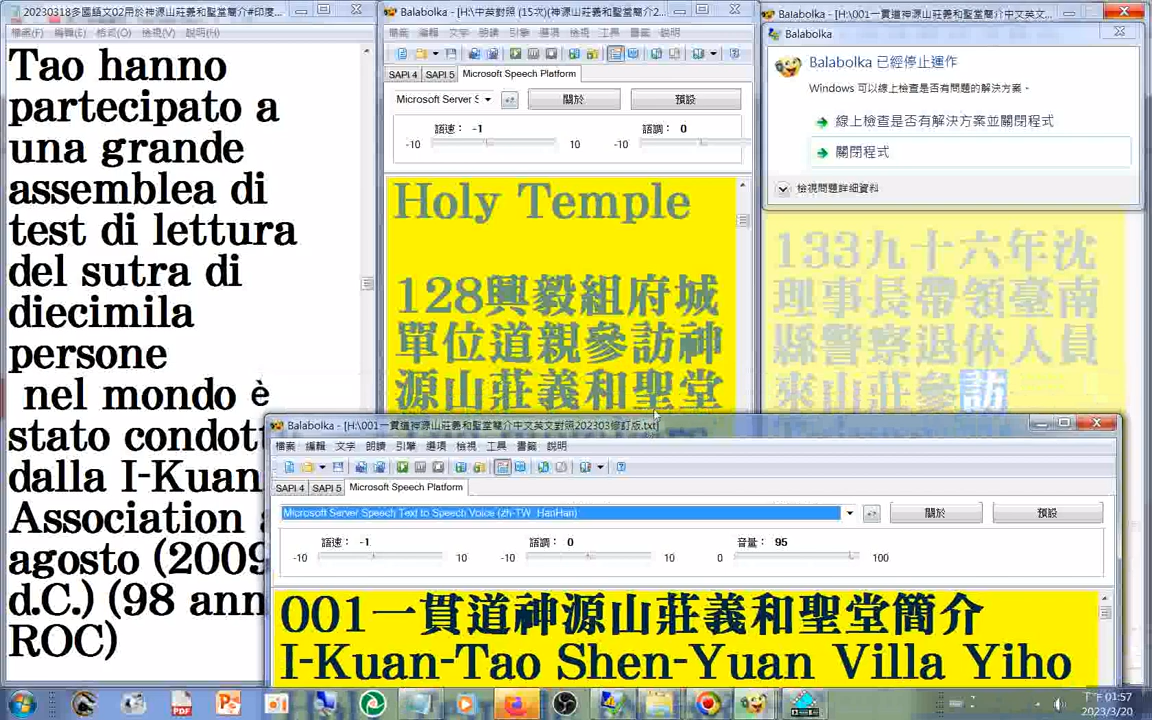 20230318多國語文02用於神源山莊義和聖堂簡介#印度...
檔案(F) 編輯(E) 格式(O) 檢視(V) 說明(H)
Tao hanno
partecipato a
una grande
assemblea di
test di lettura
del sutra di
diecimila
persone
nel mondo è
stato condott
dalla I-Kuan
Association a
agosto (2009
d.C.) (98 ann
ROC)
Balabolka - [H:\中英對照 (15次)(神源山莊義和聖堂簡介2...
檔案 編輯 文字 朗讀 引擎 選項 檢視 工具 書籤 說明
SAPI 4 SAPI 5 Microsoft Speech Platform
Microsoft Server S
關於
預設
語速： -1
語調： 0
-10 10 -10
Holy Temple
128興毅組府城
單位道親參訪神
源山莊義和聖堂
Balabolka - [H:\001一貫道神源山莊義和聖堂簡介中文英文...
Balabolka
Balabolka 已經停止運作
Windows 可以線上檢查是否有問題的解決方案。
線上檢查是否有解決方案並關閉程式
關閉程式
檢視問題詳細資料
133九十六年沈
理事長帶領臺南
縣警察退休人員
來山莊參訪
Balabolka - [H:\001一貫道神源山莊義和聖堂簡介中文英文對照202303修訂版.txt]
檔案 編輯 文字 朗讀 引擎 選項 檢視 工具 書籤 說明
SAPI 4 SAPI 5 Microsoft Speech Platform
Microsoft Server Speech Text to Speech Voice (zh-TW, HanHan)
關於
預設
語速： -1
語調： 0
音量： 95
-10 10 -10 10 0 100
001一貫道神源山莊義和聖堂簡介
I-Kuan-Tao Shen-Yuan Villa Yiho
PDF
下午 01:57
2023/3/20